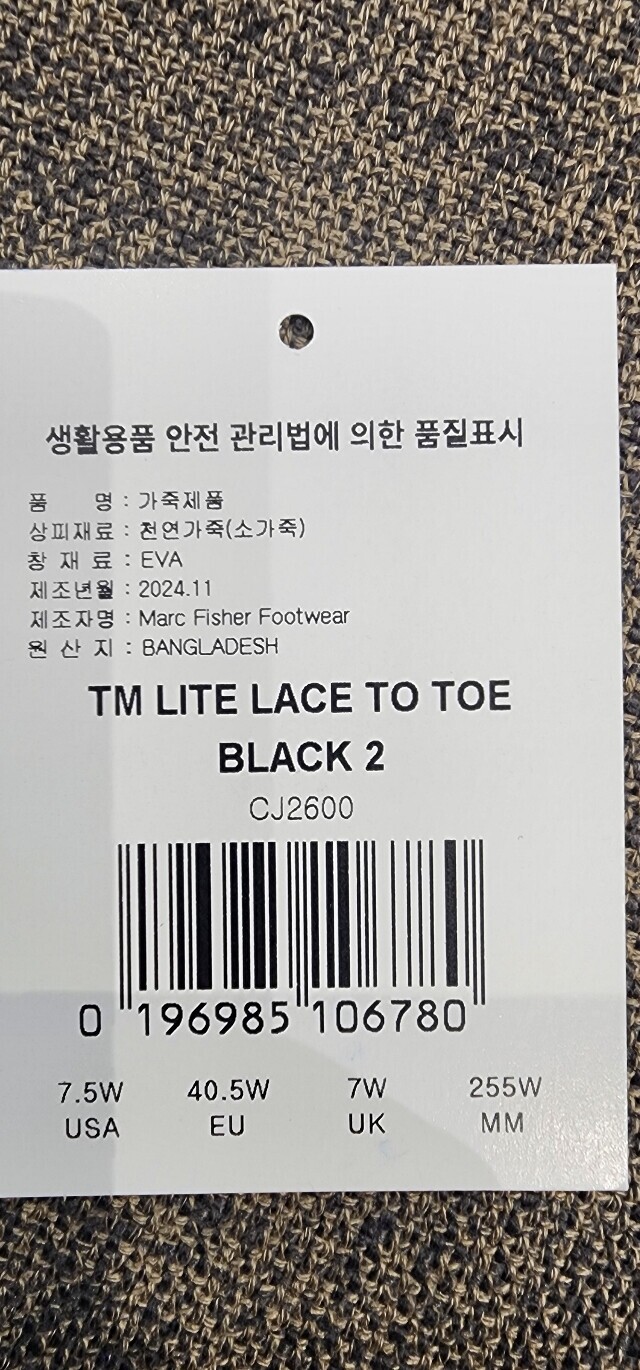 생활용품 안전 관리법에 의한 품질표시
품 명 : 가죽제품
상피재료 : 천연가죽(소가죽)
창 재 료 : EVA
제조년월 : 2024.11
제조자명 : Marc Fisher Footwear
원 산 지 : BANGLADESH
TM LITE LACE TO TOE
BLACK 2
CJ2600
0 196985 106780
7.5W 40.5W 7W 255W
USA EU UK MM